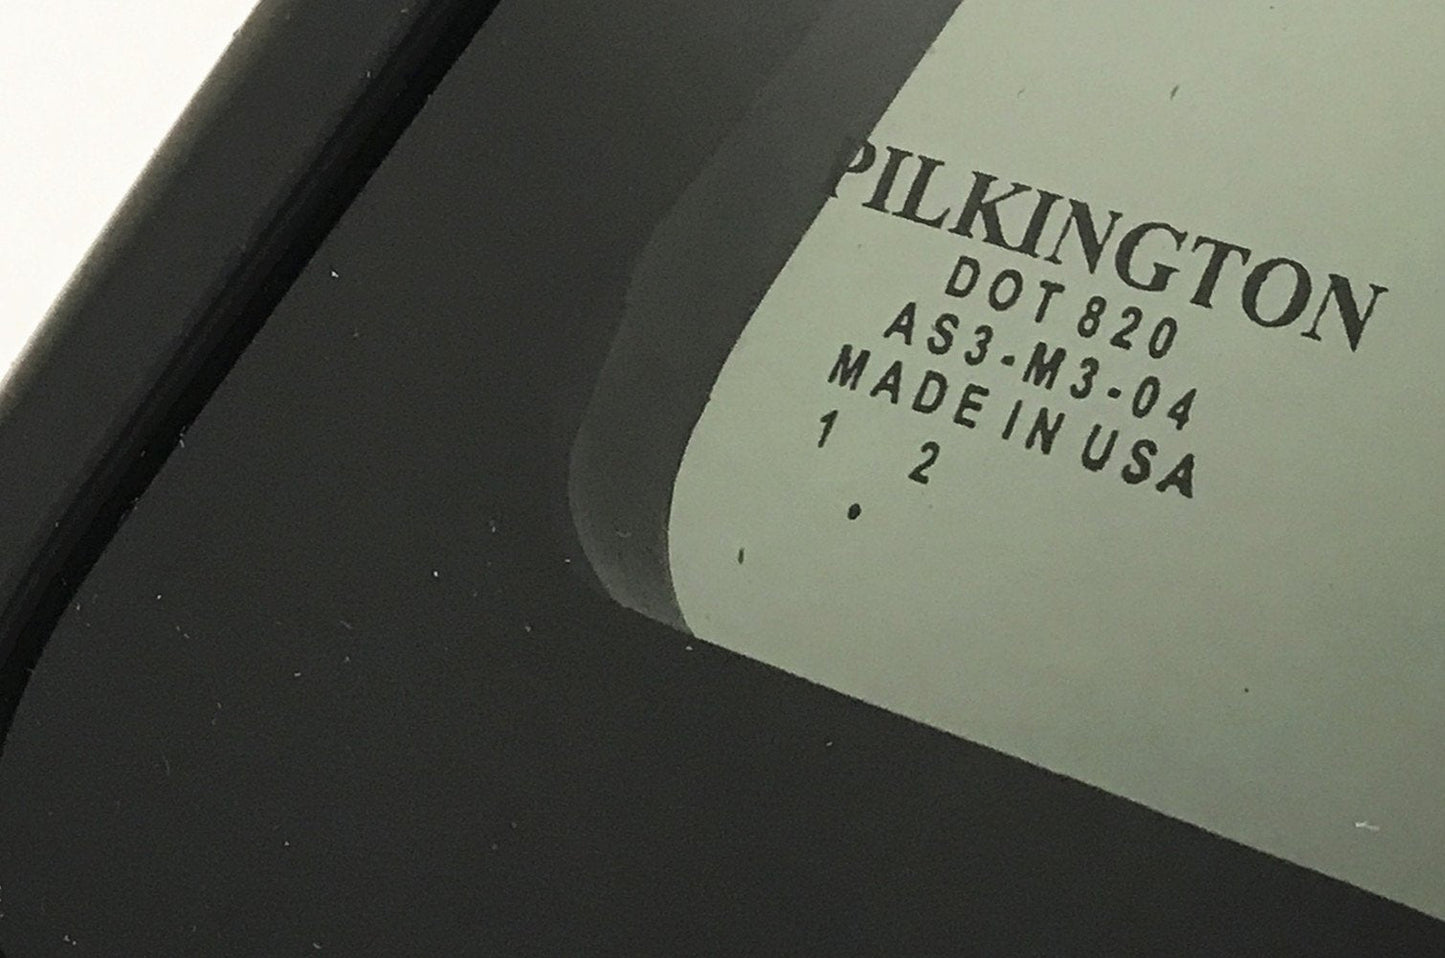 PILKINGTON
DOT 820
AS3-M3-04
MADE IN USA
1 2